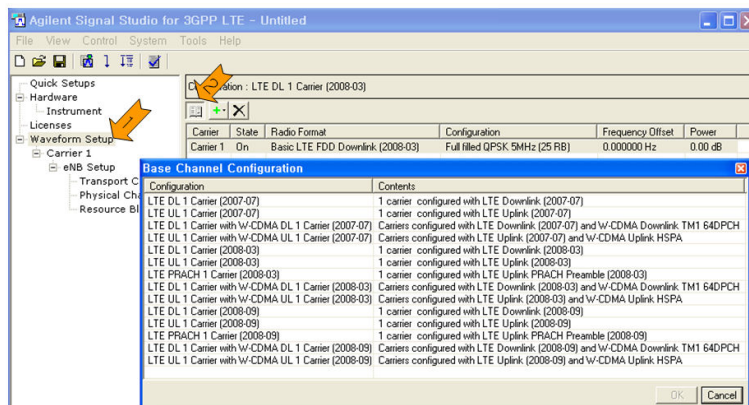 Agilent Signal Studio for 3GPP LTE - Untitled
File View Control System Tools Help
Quick Setups
Hardware
Instrument
Licenses
Waveform Setup
Carrier 1
eNB Setup
Transport C
Physical Cha
Resource Bl
1
2
ation : LTE DL 1 Carrier (2008-03)
Carrier State Radio Format Configuration Frequency Offset Power
Carrier 1 On Basic LTE FDD Downlink (2008-03) Full filled QPSK 5MHz (25 RB) 0.000000 Hz 0.00 dB
Base Channel Configuration
Configuration Contents
LTE DL 1 Carrier (2007-07) 1 carrier configured with LTE Downlink (2007-07)
LTE UL 1 Carrier (2007-07) 1 carrier configured with LTE Uplink (2007-07)
LTE DL 1 Carrier with W-CDMA DL 1 Carrier (2007-07) Carriers configured with LTE Downlink (2007-07) and W-CDMA Downlink TM1 64DPCH
LTE UL 1 Carrier with W-CDMA UL 1 Carrier (2007-07) Carriers configured with LTE Uplink (2007-07) and W-CDMA Uplink HSPA
LTE DL 1 Carrier (2008-03) 1 carrier configured with LTE Downlink (2008-03)
LTE UL 1 Carrier (2008-03) 1 carrier configured with LTE Uplink (2008-03)
LTE PRACH 1 Carrier (2008-03) 1 carrier configured with LTE Uplink PRACH Preamble (2008-03)
LTE DL 1 Carrier with W-CDMA DL 1 Carrier (2008-03) Carriers configured with LTE Downlink (2008-03) and W-CDMA Downlink TM1 64DPCH
LTE UL 1 Carrier with W-CDMA UL 1 Carrier (2008-03) Carriers configured with LTE Uplink (2008-03) and W-CDMA Uplink HSPA
LTE DL 1 Carrier (2008-09) 1 carrier configured with LTE Downlink (2008-09)
LTE UL 1 Carrier (2008-09) 1 carrier configured with LTE Uplink (2008-09)
LTE PRACH 1 Carrier (2008-09) 1 carrier configured with LTE Uplink PRACH Preamble (2008-09)
LTE DL 1 Carrier with W-CDMA DL 1 Carrier (2008-09) Carriers configured with LTE Downlink (2008-09) and W-CDMA Downlink TM1 64DPCH
LTE UL 1 Carrier with W-CDMA UL 1 Carrier (2008-09) Carriers configured with LTE Uplink (2008-09) and W-CDMA Uplink HSPA
OK Cancel